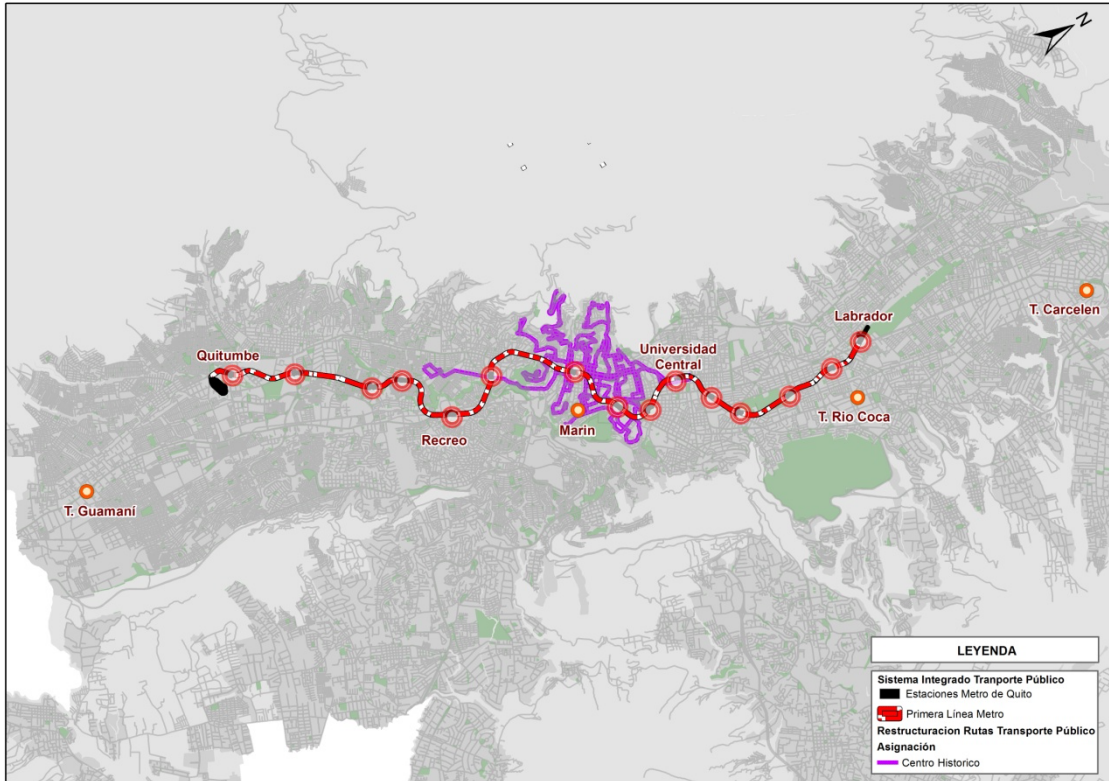 N
T. Carcelen
Labrador
Universidad
Central
Quitumbe
T. Rio Coca
Marin
Recreo
T. Guamaní
LEYENDA
Sistema Integrado Tranporte Público
Estaciones Metro de Quito
Primera Línea Metro
Restructuracion Rutas Transporte Público
Asignación
Centro Historico